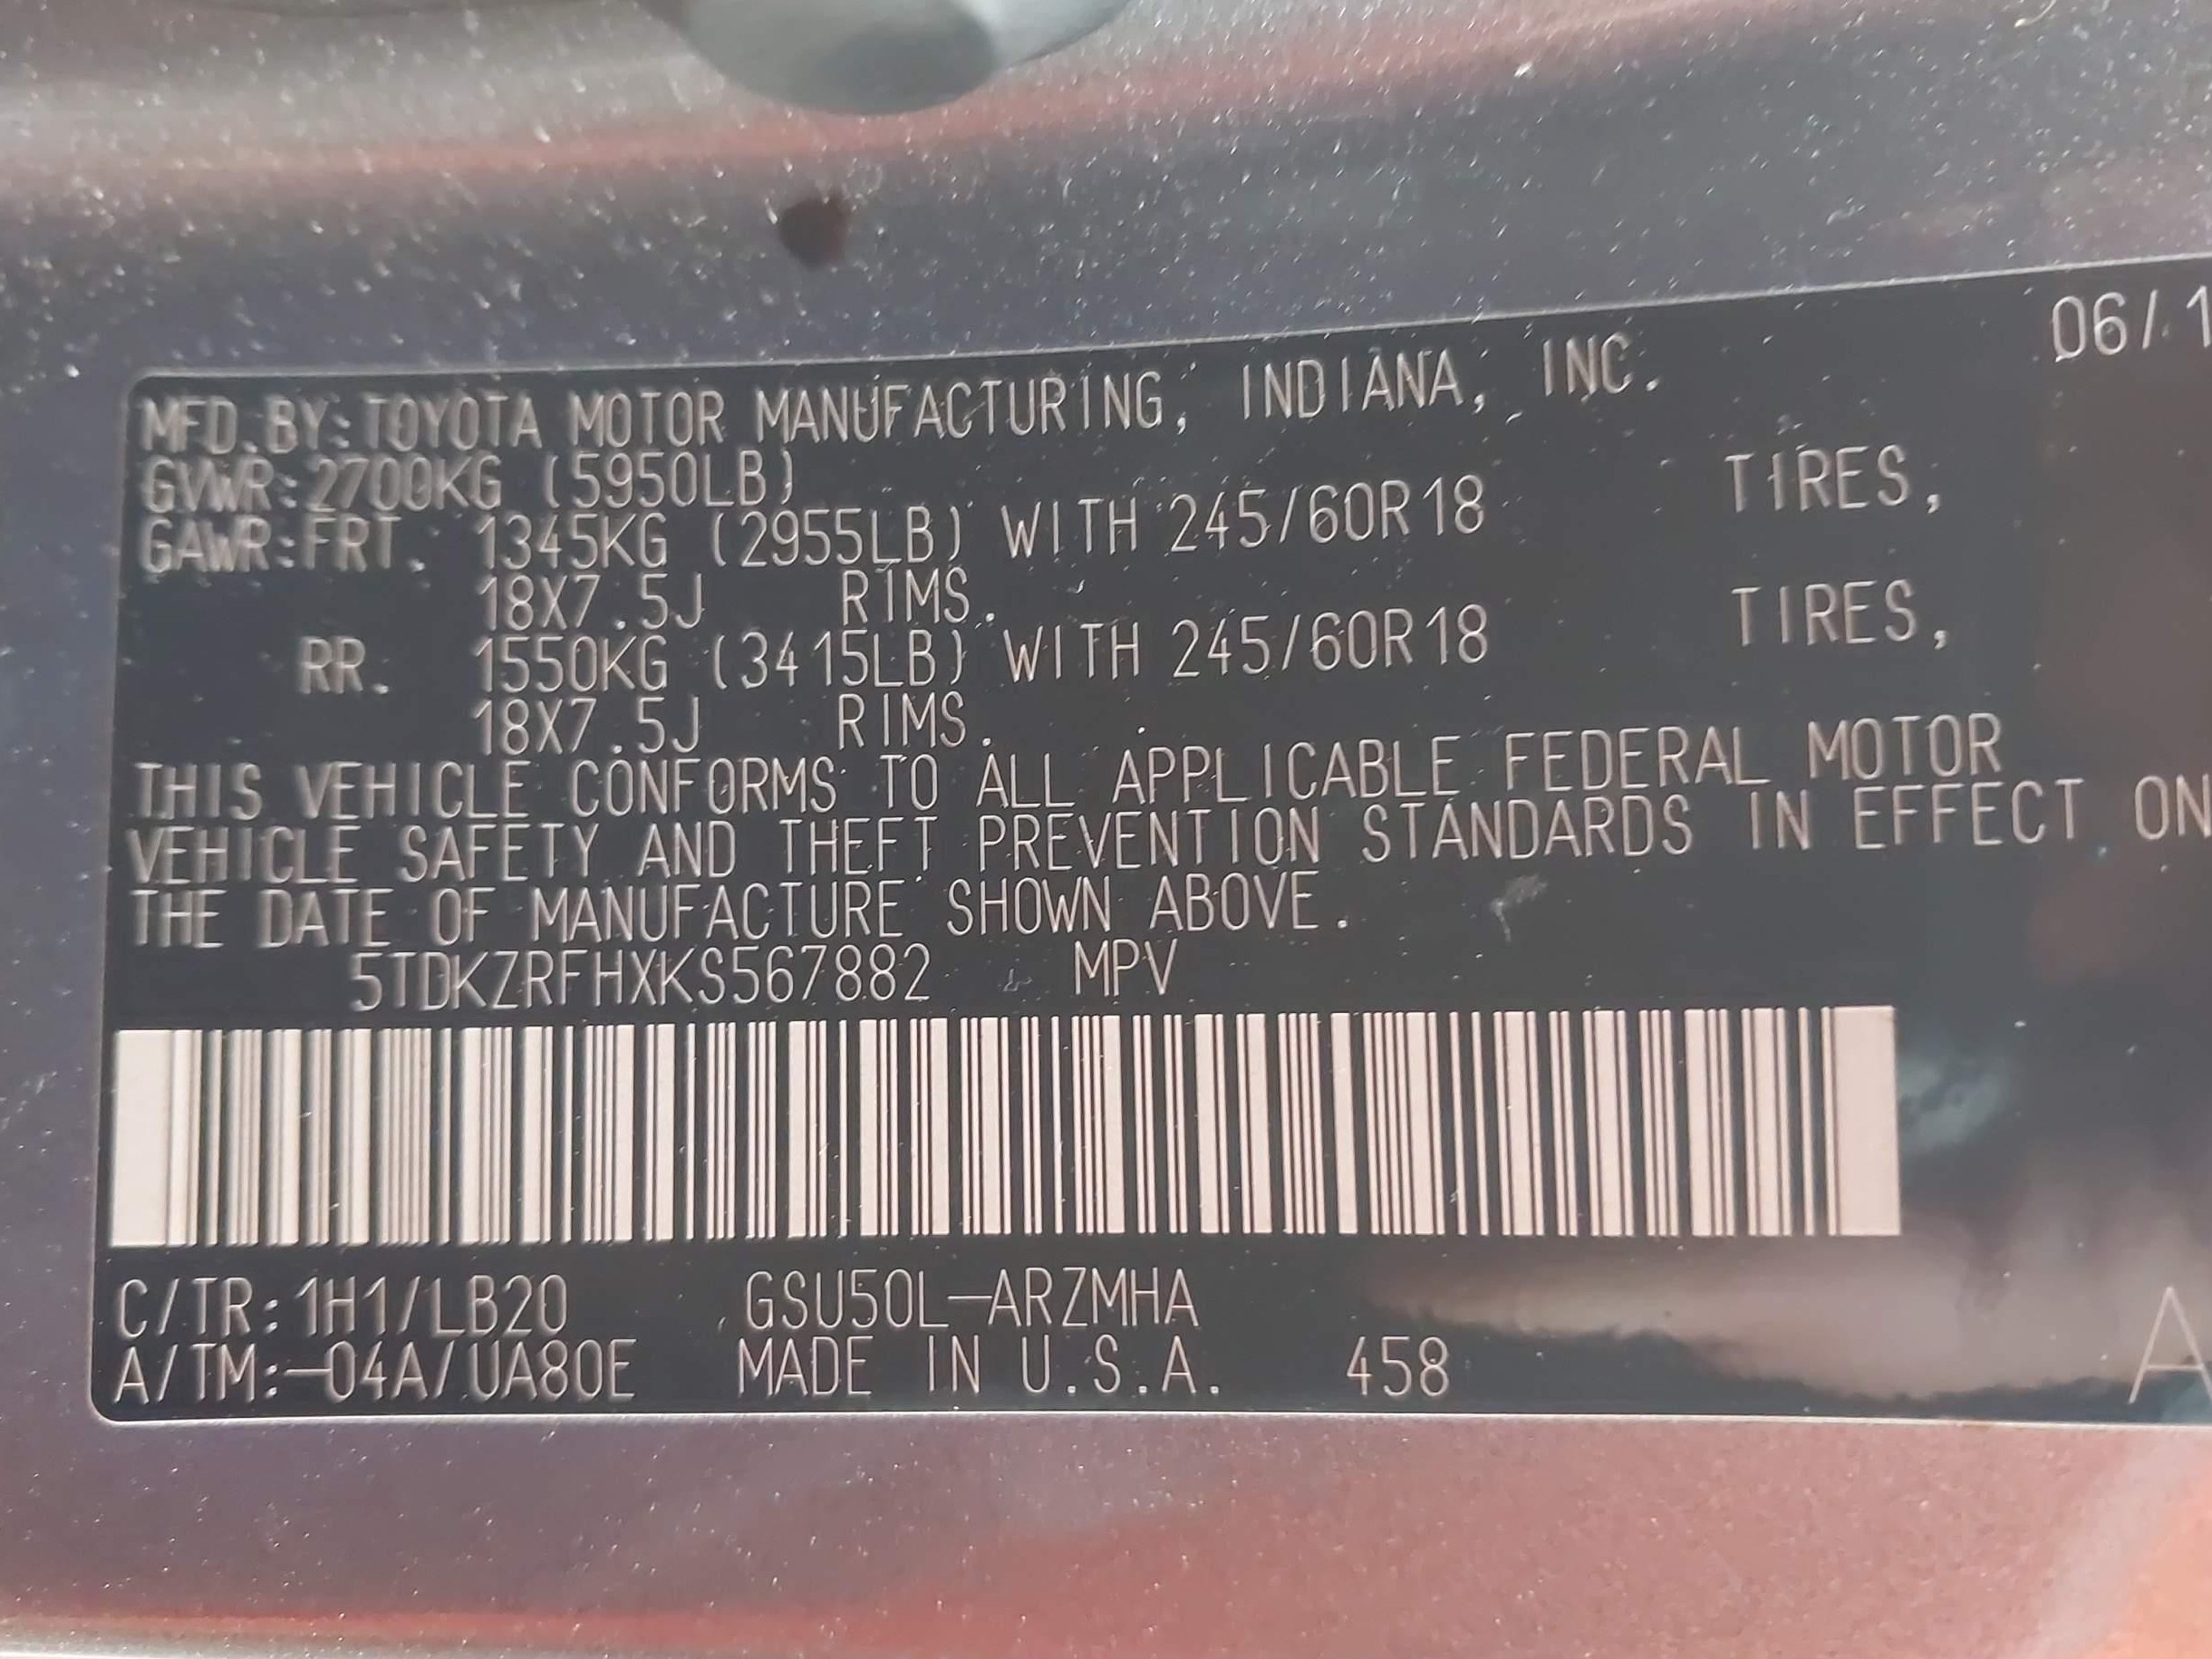 06/1
MFD.BY:TOYOTA MOTOR MANUFACTURING, INDIANA, INC.
GVWR:2700KG (5950LB)
GAWR:FRT. 1345KG (2955LB) WITH 245/60R18 TIRES,
18X7.5J RIMS.
RR. 1550KG (3415LB) WITH 245/60R18 TIRES,
18X7.5J RIMS.
THIS VEHICLE CONFORMS TO ALL APPLICABLE FEDERAL MOTOR
VEHICLE SAFETY AND THEFT PREVENTION STANDARDS IN EFFECT ON
THE DATE OF MANUFACTURE SHOWN ABOVE.
5TDKZRFHXKS567882 MPV
C/TR:1H1/LB20 GSU50L-ARZMHA
A/TM:-04A/UA80E MADE IN U.S.A. 458 A